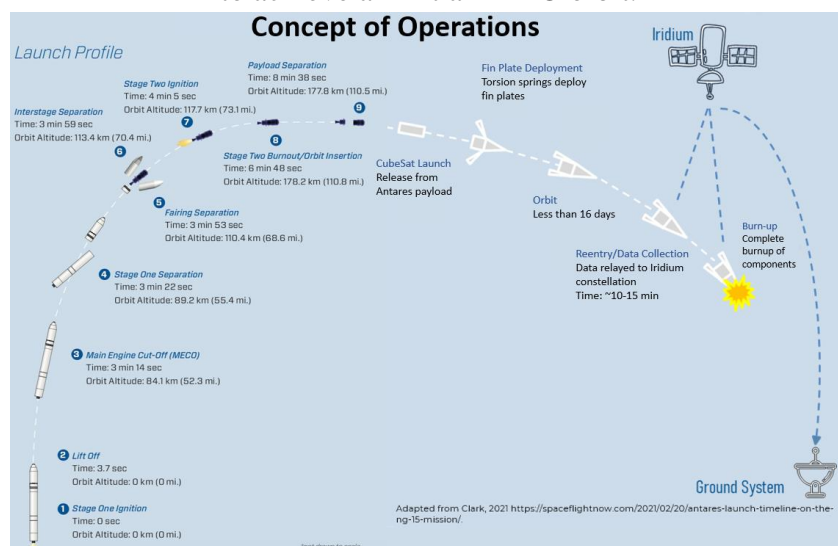 Concept of Operations
Launch Profile
Iridium
Payload Separation
Time: 8 min 38 sec
Orbit Altitude: 177.8 km (110.5 mi.)
Stage Two Ignition
Time: 4 min 5 sec
Orbit Altitude: 117.7 km (73.1 mi.)
Interstage Separation
Time: 3 min 59 sec
Orbit Altitude: 113.4 km (70.4 mi.)
Fin Plate Deployment
Torsion springs deploy
fin plates
9
7
8
6
Stage Two Burnout/Orbit Insertion
Time: 6 min 48 sec
Orbit Altitude: 178.2 km (110.8 mi.)
CubeSat Launch
Release from
Antares payload
5
Fairing Separation
Time: 3 min 53 sec
Orbit Altitude: 110.4 km (68.6 mi.)
Orbit
Less than 16 days
Reentry/Data Collection
Data relayed to Iridium
constellation
Time: ~10-15 min
Burn-up
Complete
burnup of
components
4 Stage One Separation
Time: 3 min 22 sec
Orbit Altitude: 89.2 km (55.4 mi.)
3 Main Engine Cut-Off (MECO)
Time: 3 min 14 sec
Orbit Altitude: 84.1 km (52.3 mi.)
2 Lift Off
Time: 3.7 sec
Orbit Altitude: 0 km (0 mi.)
1 Stage One Ignition
Time: 0 sec
Orbit Altitude: 0 km (0 mi.)
Ground System
Adapted from Clark, 2021 https://spaceflightnow.com/2021/02/20/antares-launch-timeline-on-the-
ng-15-mission/.